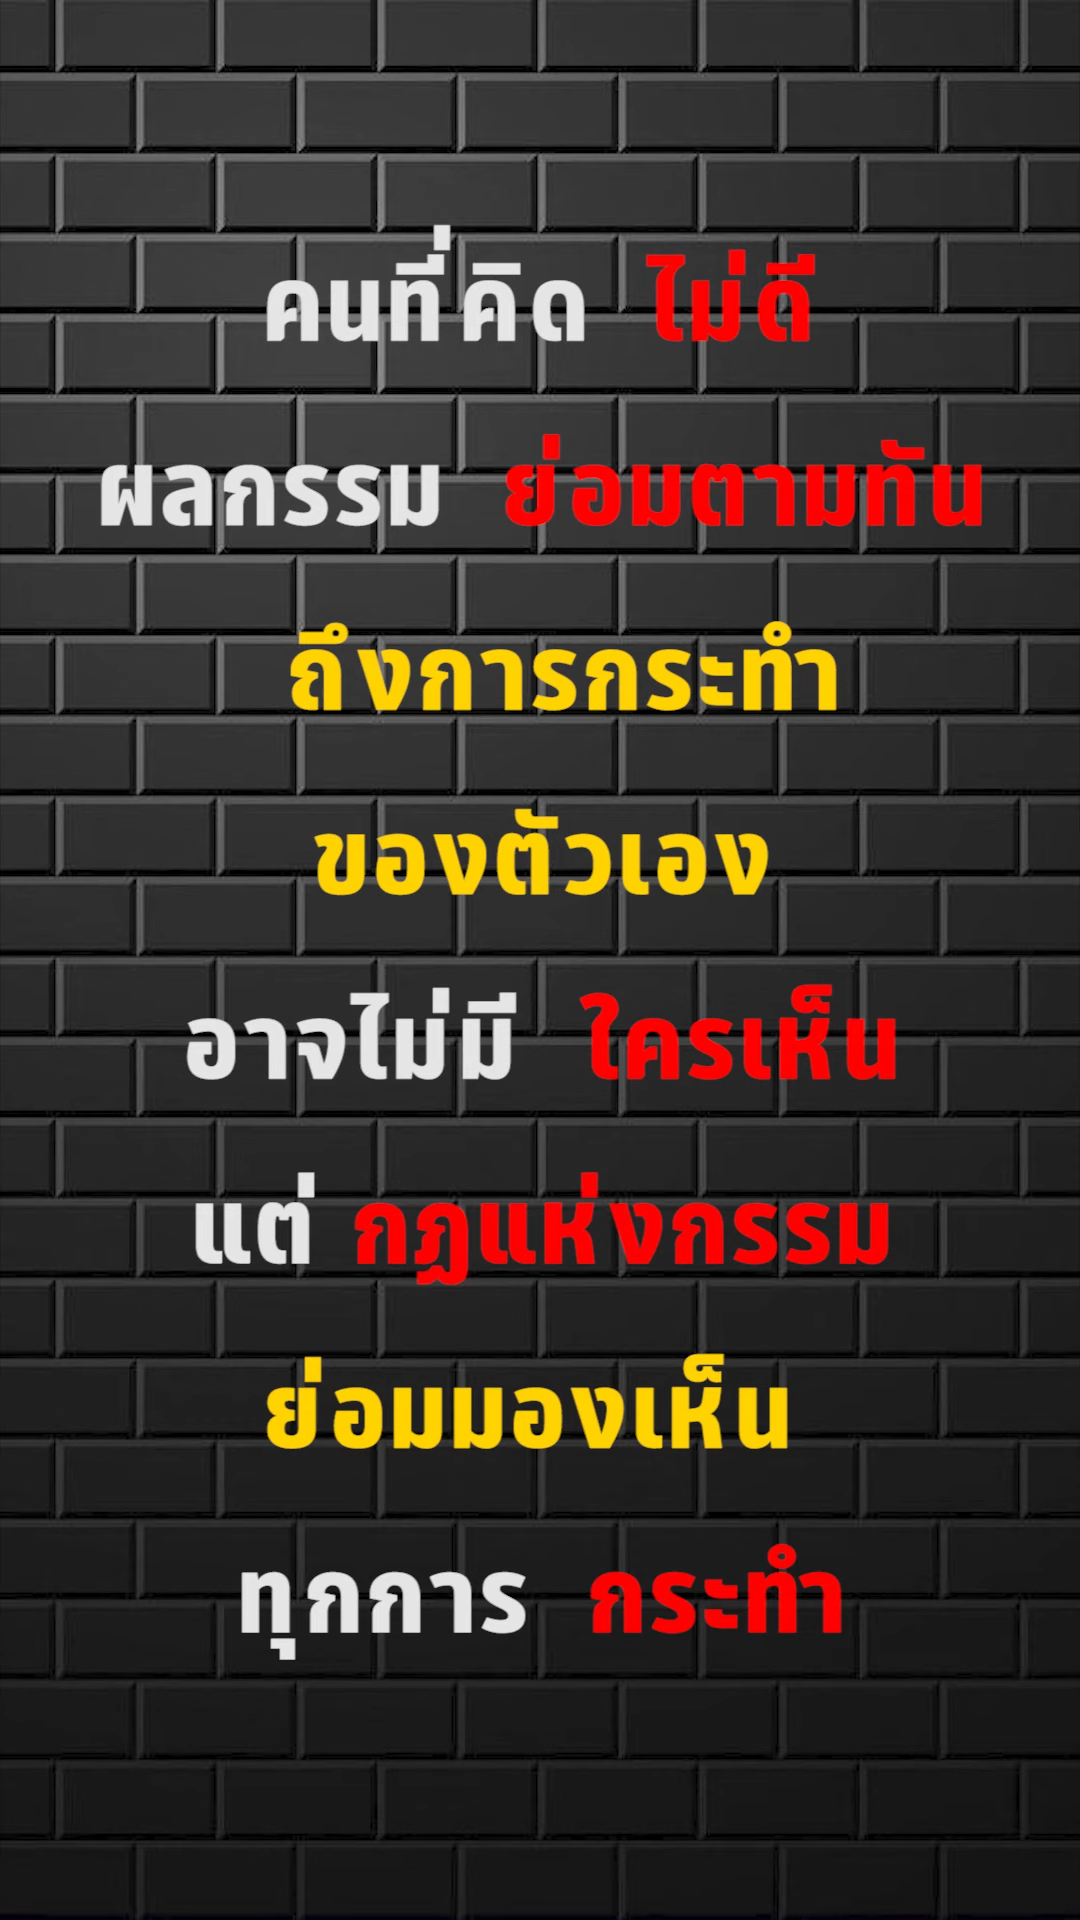 คนที่คิด ไม่ดี
ผลกรรม ย่อมตามทัน
ถึงการกระทำ
ของตัวเอง
อาจไม่มี ใครเห็น
แต่ กฏแห่งกรรม
ย่อมมองเห็น
ทุกการ กระทำ